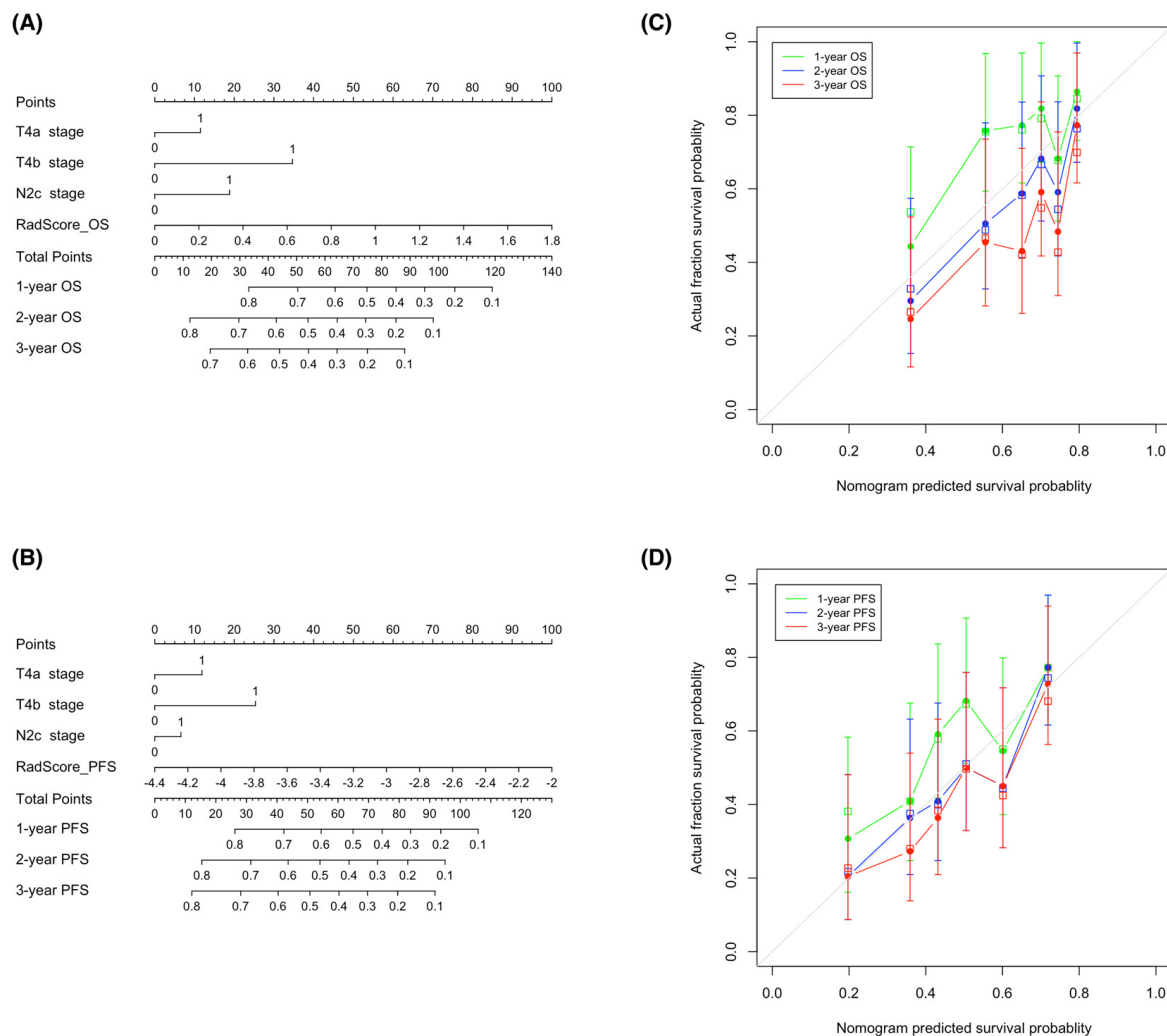 (A)
0 10 20 30 40 50 60 70 80 90 100
Points
1
T4a stage
0 1
T4b stage
0 1
N2c stage
0
RadScore_OS
0 0.2 0.4 0.6 0.8 1 1.2 1.4 1.6 1.8
Total Points
0 10 20 30 40 50 60 70 80 90 100 110 120 140
1-year OS
0.8 0.7 0.6 0.5 0.4 0.3 0.2 0.1
2-year OS
0.8 0.7 0.6 0.5 0.4 0.3 0.2 0.1
3-year OS
0.7 0.6 0.5 0.4 0.3 0.2 0.1
(C)
1-year OS
2-year OS
3-year OS
Actual fraction survival probablity
1.0
0.8
0.6
0.4
0.2
0.0
0.0 0.2 0.4 0.6 0.8 1.0
Nomogram predicted survival probablity
(B)
0 10 20 30 40 50 60 70 80 90 100
Points
1
T4a stage
0 1
T4b stage
0 1
N2c stage
0
RadScore_PFS
-4.4 -4.2 -4 -3.8 -3.6 -3.4 -3.2 -3 -2.8 -2.6 -2.4 -2.2 -2
Total Points
0 10 20 30 40 50 60 70 80 90 100 120
1-year PFS
0.8 0.7 0.6 0.5 0.4 0.3 0.2 0.1
2-year PFS
0.8 0.7 0.6 0.5 0.4 0.3 0.2 0.1
3-year PFS
0.8 0.7 0.6 0.5 0.4 0.3 0.2 0.1
(D)
1-year PFS
2-year PFS
3-year PFS
Actual fraction survival probablity
1.0
0.8
0.6
0.4
0.2
0.0
0.0 0.2 0.4 0.6 0.8 1.0
Nomogram predicted survival probablity